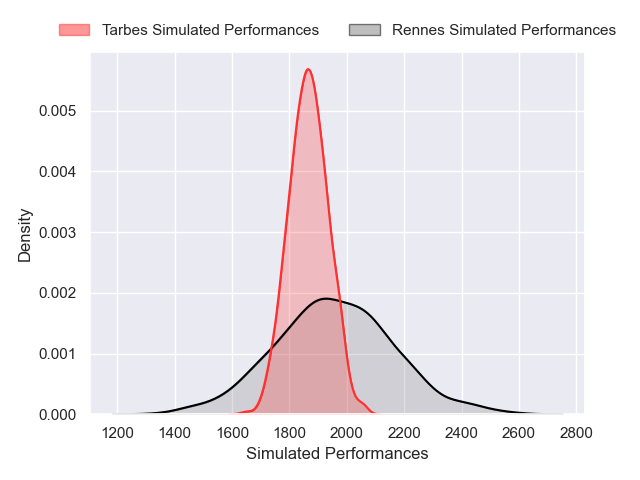 Tarbes Simulated Performances Rennes Simulated Performances
0.005
0.004
0.003
0.002
0.001
0.000
Density
1200 1400 1600 1800 2000 2200 2400 2600 2800
Simulated Performances